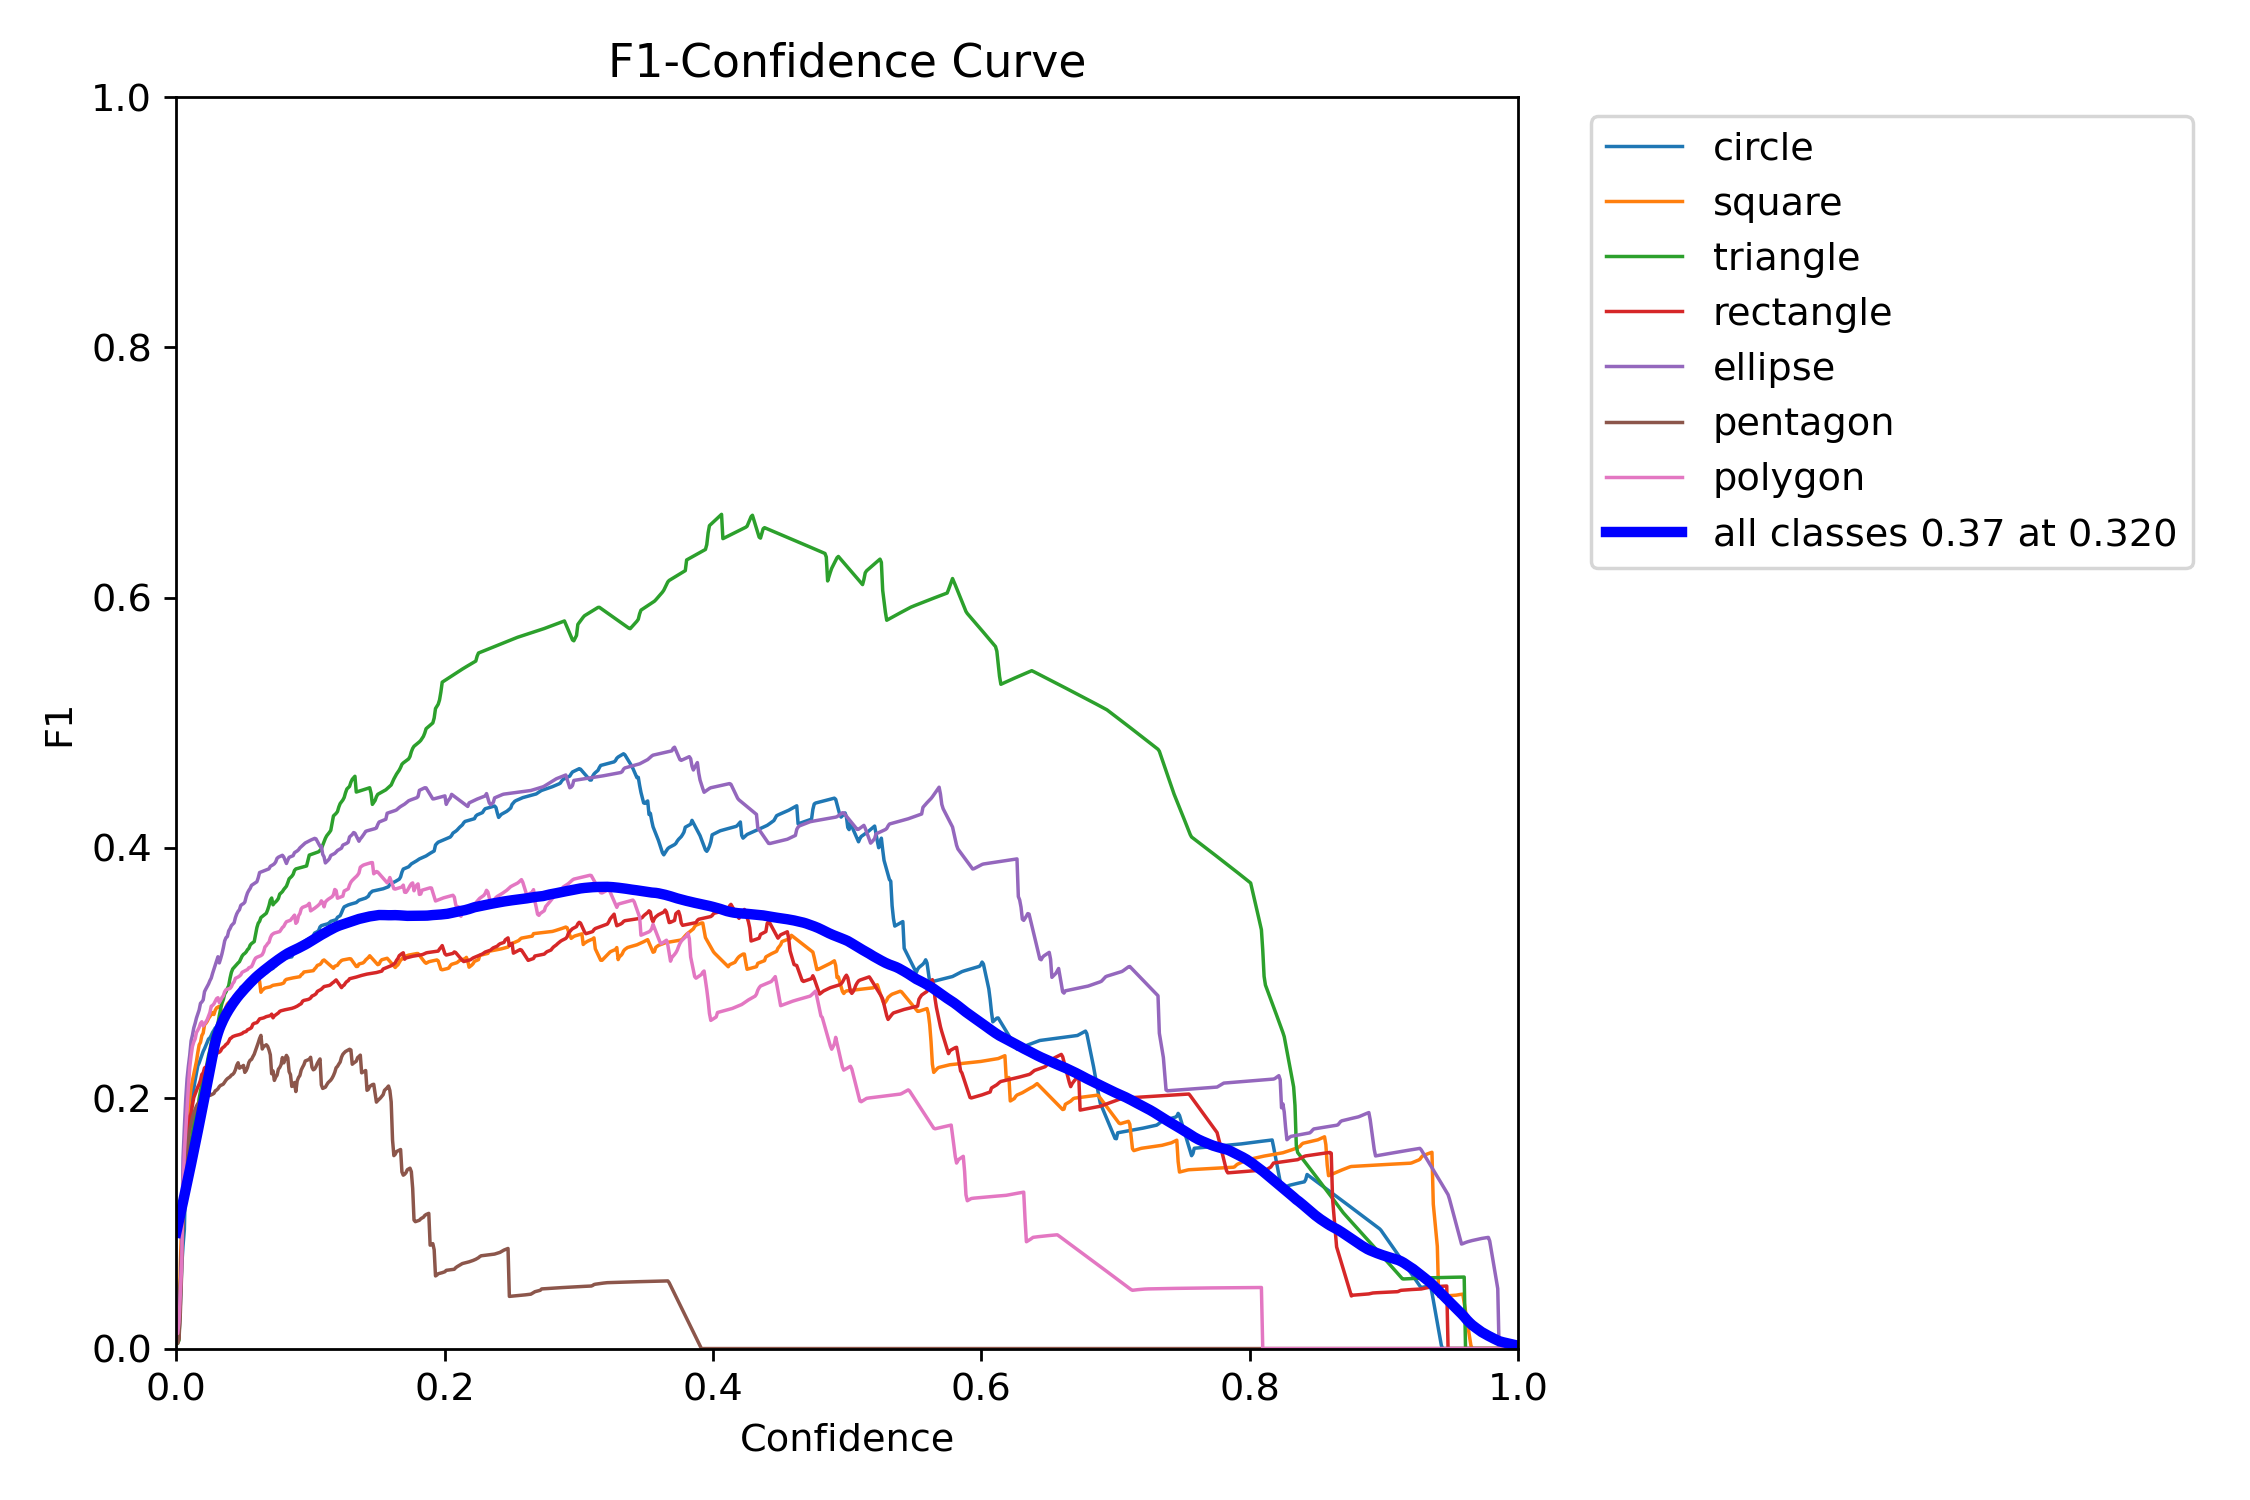 F1-Confidence Curve
1.0
0.8
0.6
0.4
0.2
0.0
F1
0.0 0.2 0.4 0.6 0.8 1.0
Confidence
circle
square
triangle
rectangle
ellipse
pentagon
polygon
all classes 0.37 at 0.320